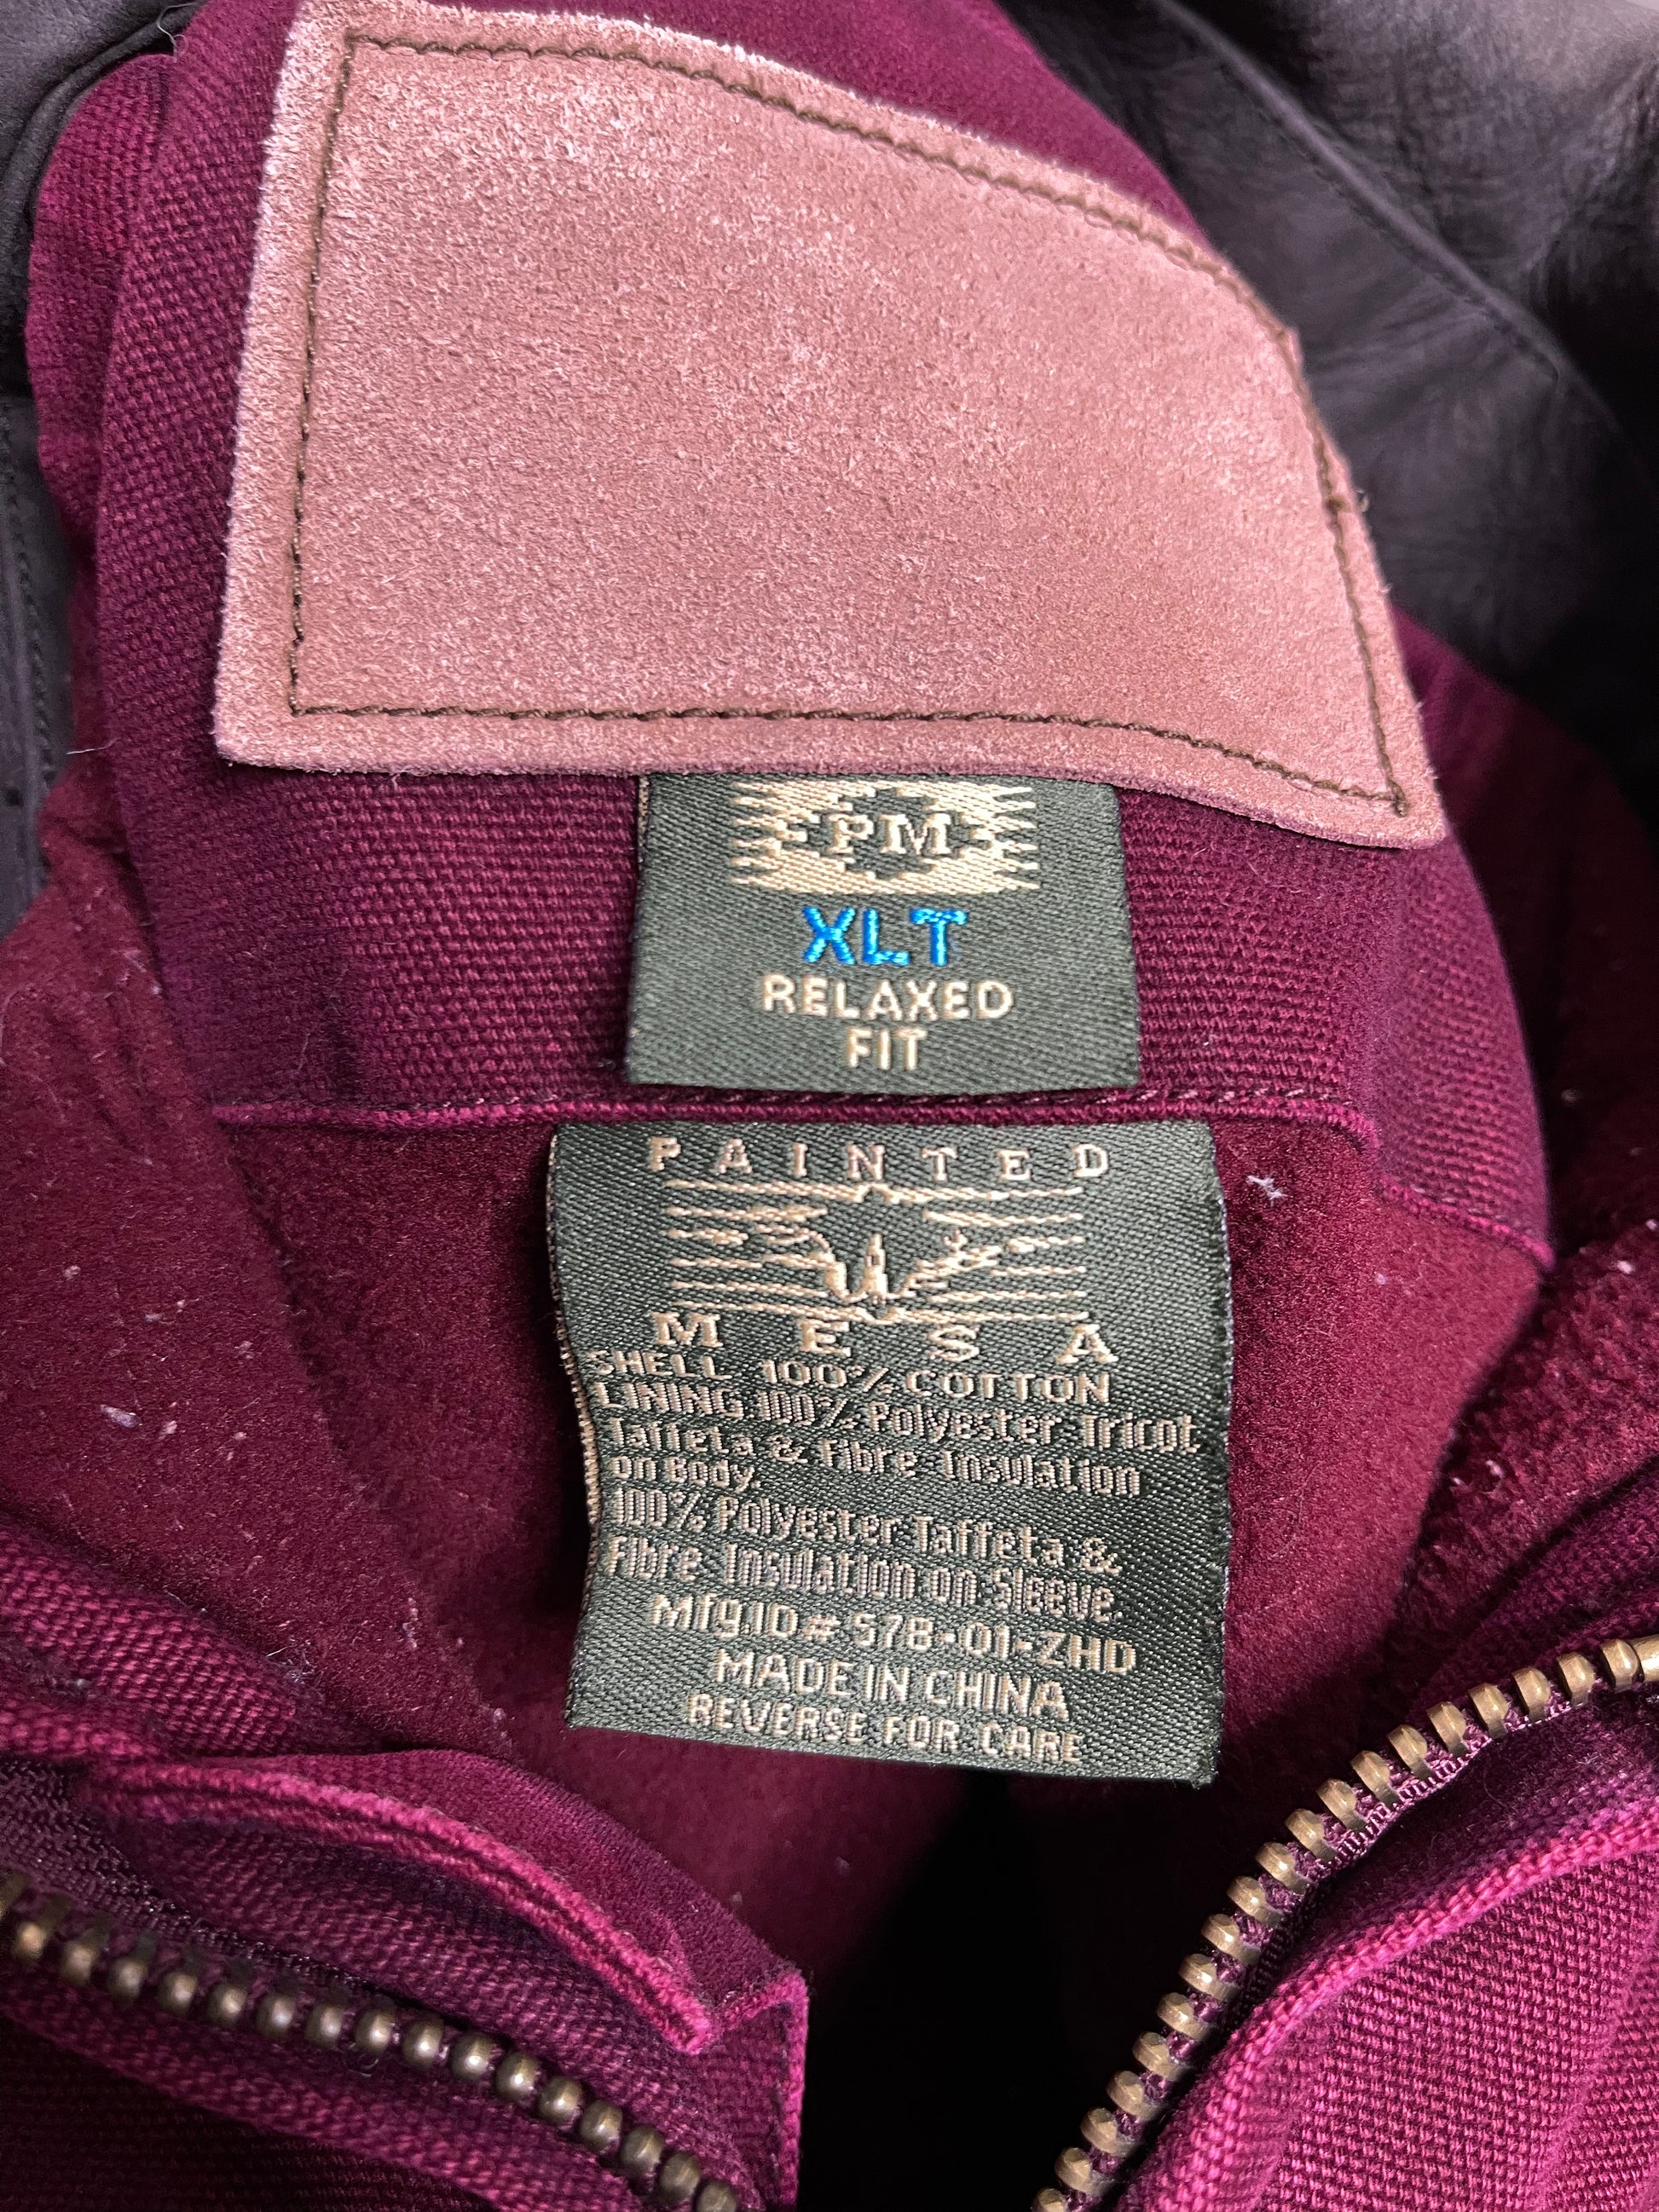 PM
XLT
RELAXED
FIT
PAINTED
MESA
SHELL 100% COTTON
LINING 100% Polyester Tricot
Taffeta & Fibre Insulation
on Body.
100% Polyester Taffeta &
Fibre Insulation on Sleeve.
Mfg.ID# 578-01-ZHD
MADE IN CHINA
REVERSE FOR CARE